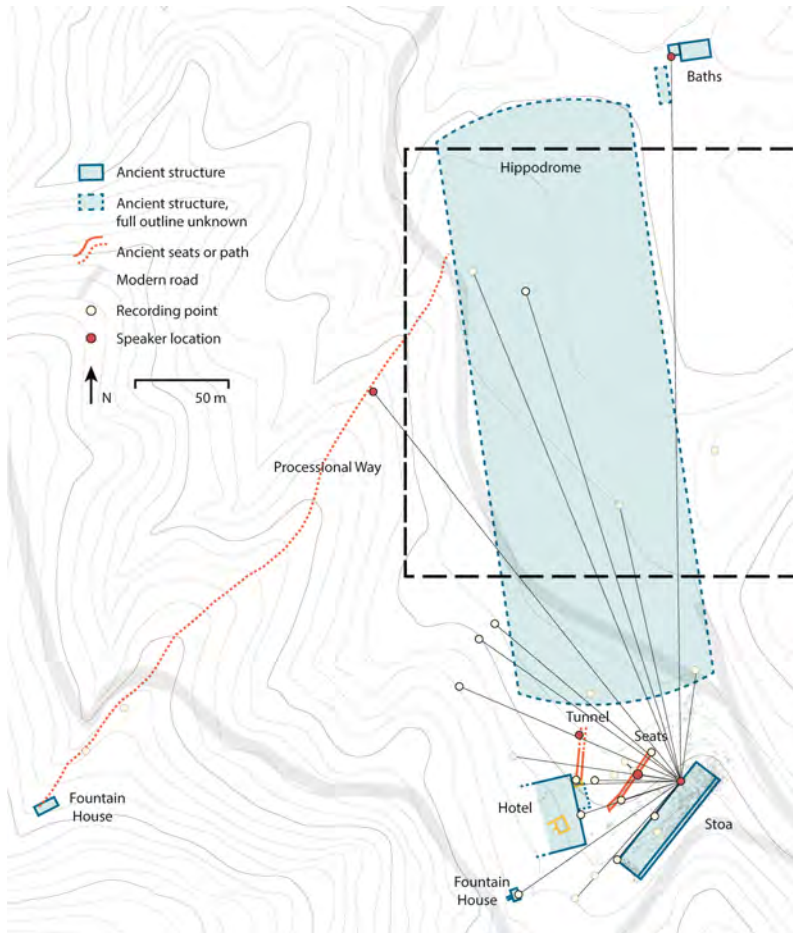 Baths
Hippodrome
Ancient structure
Ancient structure,
full outline unknown
Ancient seats or path
Modern road
Recording point
Speaker location
N
50 m
Processional Way
Tunnel
Seats
Fountain
House
Hotel
Stoa
Fountain
House